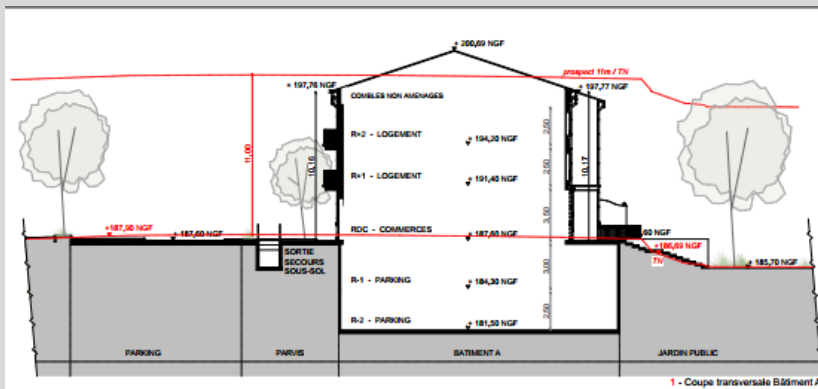 + 200,69 NGF
prospect 11m / TN
+ 197,76 NGF
+ 197,77 NGF
COMBLES NON AMENAGES
2,50
R+2 - LOGEMENT
+ 194,20 NGF
11,00
10,16
2,50
10,17
R+1 - LOGEMENT
+ 191,40 NGF
3,50
+187,90 NGF
+ 187,60 NGF
RDC - COMMERCES
+ 187,60 NGF
,60 NGF
+186,69 NGF
TN
SORTIE
SECOURS
SOUS-SOL
3,00
+ 185,70 NGF
R-1 - PARKING
+ 184,30 NGF
2,50
R-2 - PARKING
+ 181,50 NGF
PARKING
PARVIS
BATIMENT A
JARDIN PUBLIC
1 - Coupe transversale Bâtiment A